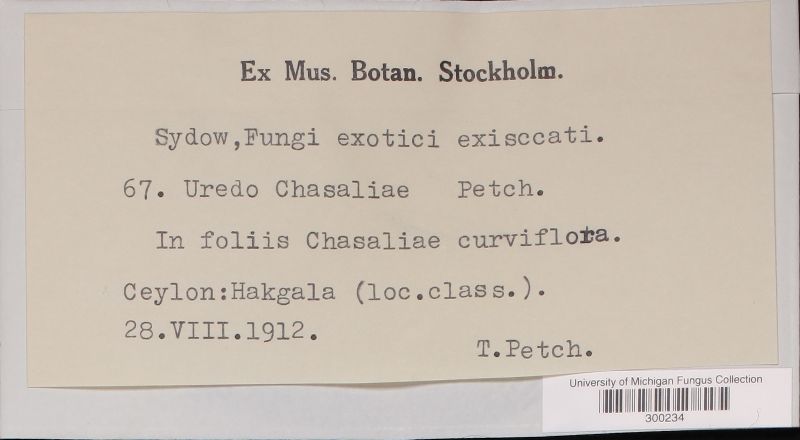 Ex Mus. Botan. Stockholm.
Sydow,Fungi exotici exisccati.
67. Uredo Chasaliae Petch.
In foliis Chasaliae curviflora.
Ceylon:Hakgala (loc.class.).
28.VIII.1912.
T.Petch.
University of Michigan Fungus Collection
300234